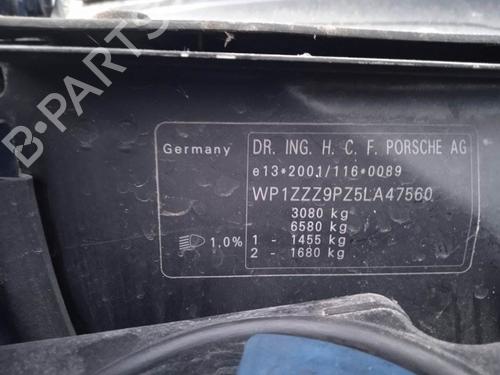 Germany DR. ING. H. C. F. PORSCHE AG
e13*2001/116*0089
WP1ZZZ9PZ5LA47560
3080 kg
6580 kg
1.0% 1 - 1455 kg
2 - 1680 kg
B-PARTS